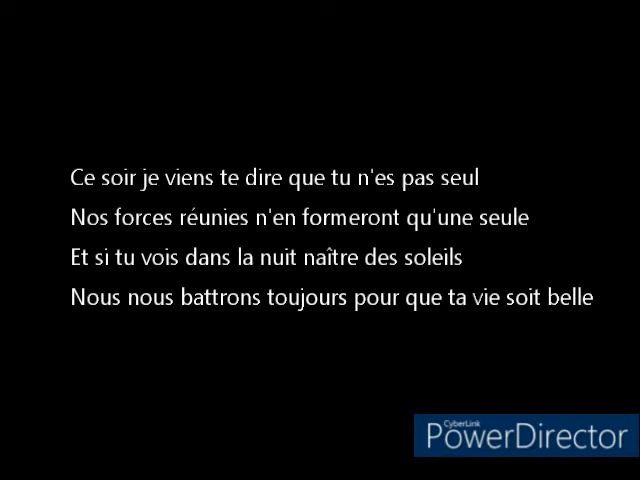 Ce soir je viens te dire que tu n'es pas seul
Nos forces réunies n'en formeront qu'une seule
Et si tu vois dans la nuit naître des soleils
Nous nous battrons toujours pour que ta vie soit belle
CyberLink
PowerDirector